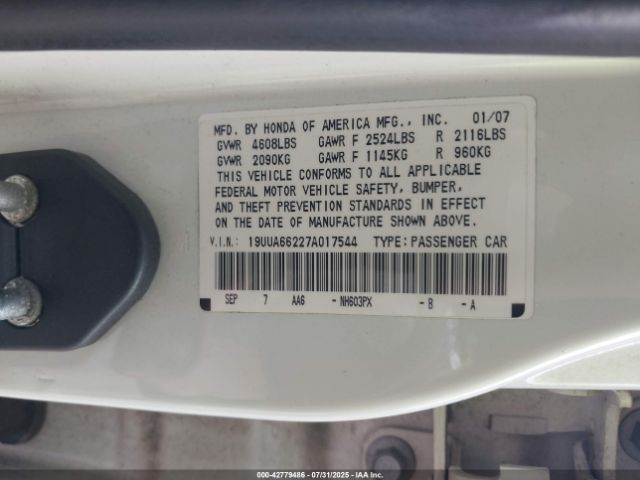 MFD. BY HONDA OF AMERICA MFG., INC. 01/07
GVWR 4608LBS GAWR F 2524LBS R 2116LBS
GVWR 2090KG GAWR F 1145KG R 960KG
THIS VEHICLE CONFORMS TO ALL APPLICABLE
FEDERAL MOTOR VEHICLE SAFETY, BUMPER,
AND THEFT PREVENTION STANDARDS IN EFFECT
ON THE DATE OF MANUFACTURE SHOWN ABOVE.
V.I.N.: 19UUA66227A017544 TYPE: PASSENGER CAR
SEP 7 AA6 -NH603PX -B -A
000-42779486 - 07/31/2025 - IAAI.COM